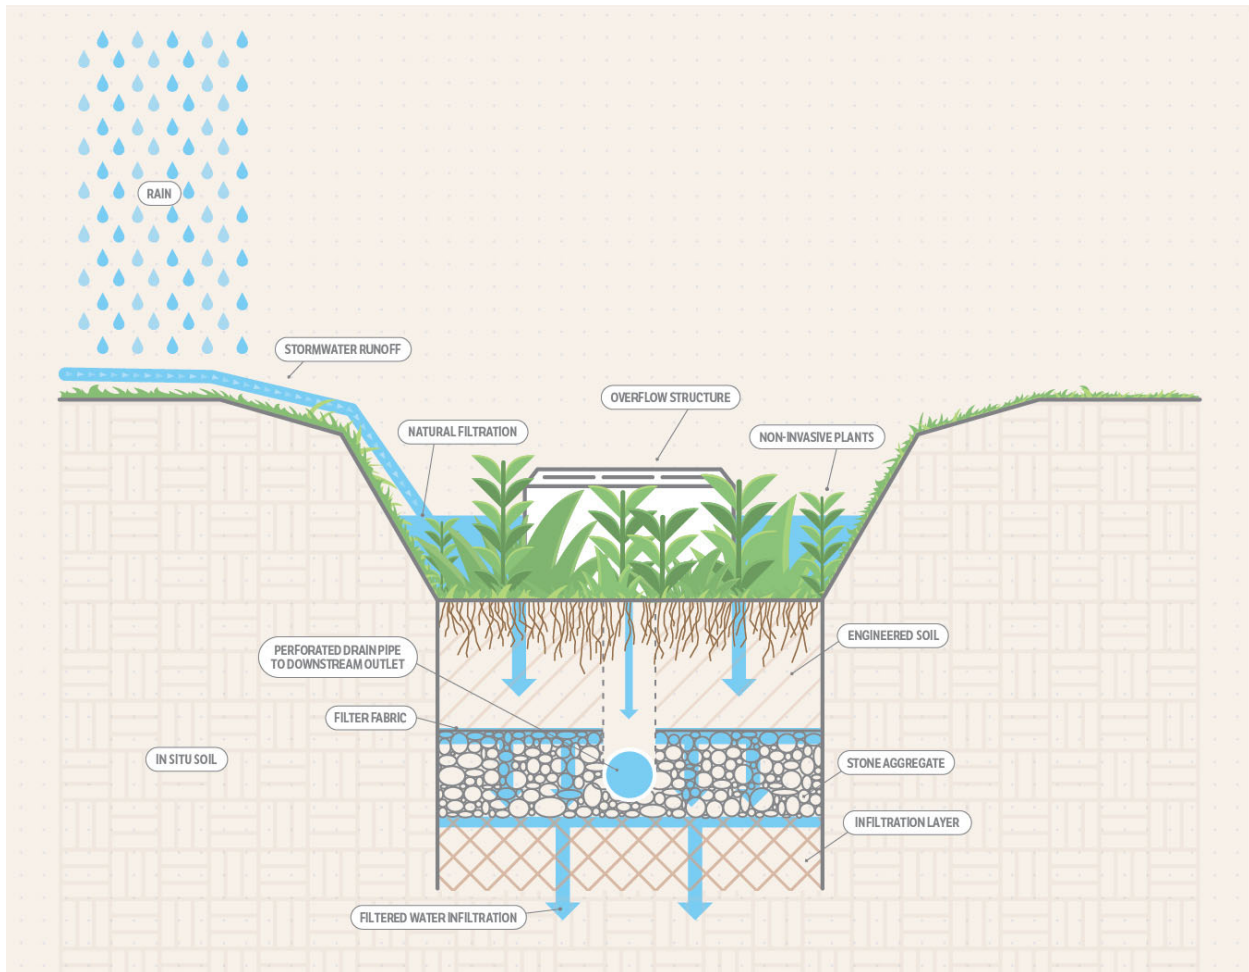 RAIN
STORMWATER RUNOFF
OVERFLOW STRUCTURE
NATURAL FILTRATION
NON-INVASIVE PLANTS
ENGINEERED SOIL
PERFORATED DRAIN PIPE
TO DOWNSTREAM OUTLET
FILTER FABRIC
IN SITU SOIL
STONE AGGREGATE
INFILTRATION LAYER
FILTERED WATER INFILTRATION